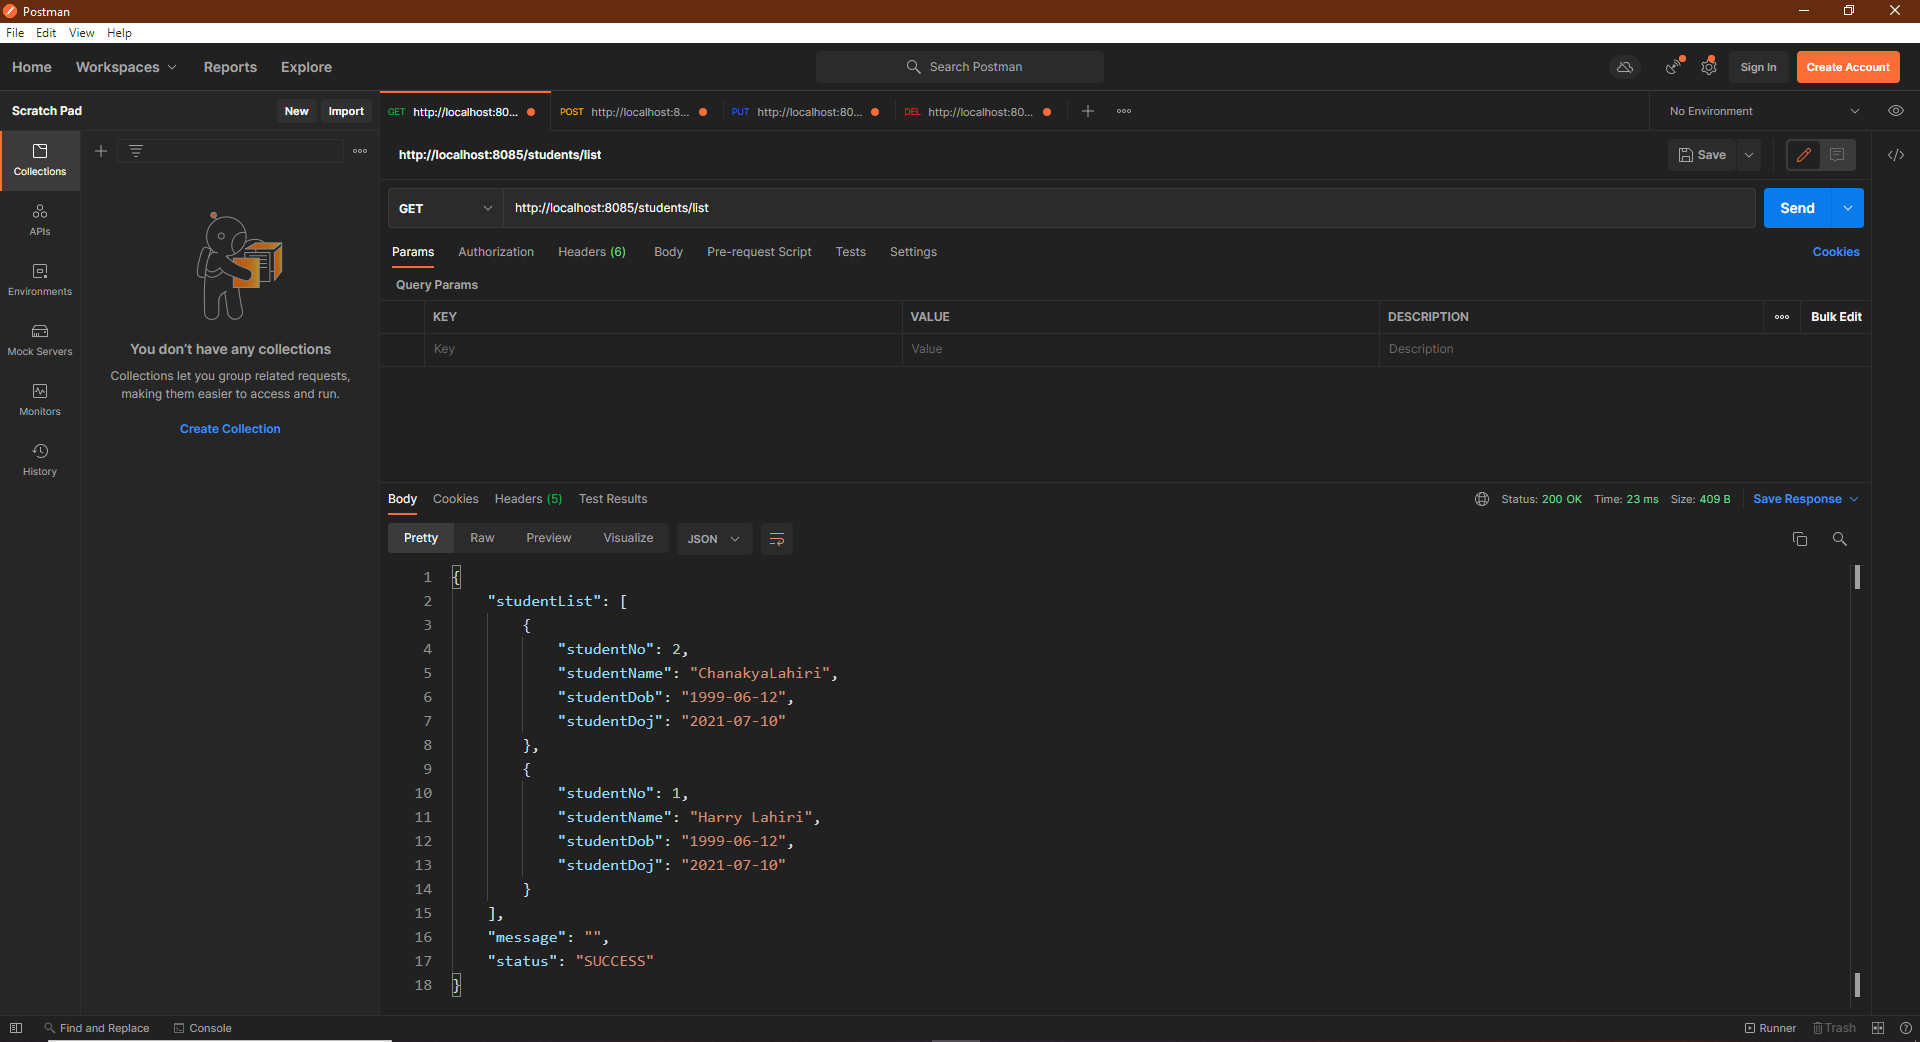 Postman
File Edit View Help
Home Workspaces Reports Explore
Search Postman
Sign In Create Account
Scratch Pad New Import
GET http://localhost:80... POST http://localhost:8... PUT http://localhost:80... DEL http://localhost:80...
No Environment
Collections
APIs
Environments
Mock Servers
Monitors
History
You don't have any collections
Collections let you group related requests,
making them easier to access and run.
Create Collection
http://localhost:8085/students/list
Save
GET http://localhost:8085/students/list Send
Params Authorization Headers (6) Body Pre-request Script Tests Settings Cookies
Query Params
KEY VALUE DESCRIPTION Bulk Edit
Key Value Description
Body Cookies Headers (5) Test Results Status: 200 OK Time: 23 ms Size: 409 B Save Response
Pretty Raw Preview Visualize JSON
1 {
2 "studentList": [
3 {
4 "studentNo": 2,
5 "studentName": "ChanakyaLahiri",
6 "studentDob": "1999-06-12",
7 "studentDoj": "2021-07-10"
8 },
9 {
10 "studentNo": 1,
11 "studentName": "Harry Lahiri",
12 "studentDob": "1999-06-12",
13 "studentDoj": "2021-07-10"
14 }
15 ],
16 "message": "",
17 "status": "SUCCESS"
18 }
Find and Replace Console Runner Trash